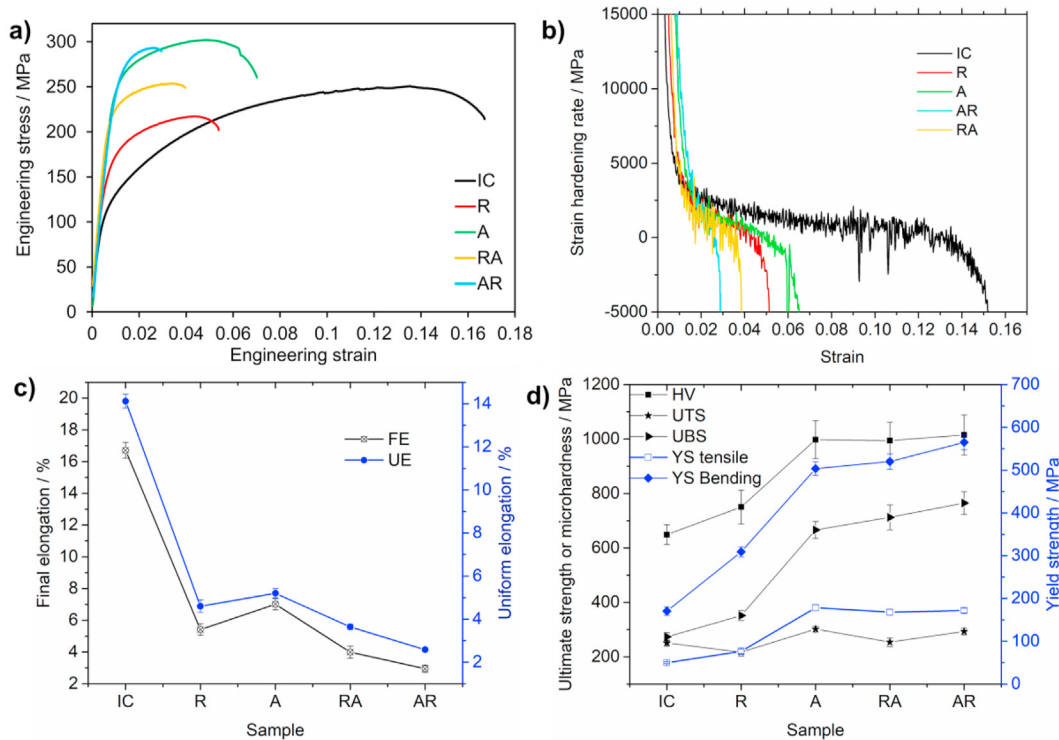 a)
Engineering stress / MPa
300
250
200
150
100
50
0
0
0.02
0.04
0.06
0.08
0.1
0.12
0.14
0.16
0.18
Engineering strain
IC
R
A
RA
AR
b)
Strain hardening rate / MPa
15000
10000
5000
0
-5000
0.00
0.02
0.04
0.06
0.08
0.10
0.12
0.14
0.16
Strain
IC
R
A
AR
RA
c)
Final elongation / %
20
18
16
14
12
10
8
6
4
2
IC
R
A
RA
AR
Sample
FE
UE
14
12
10
8
6
4
2
Uniform elongation / %
d)
Ultimate strength or microhardness / MPa
1200
1000
800
600
400
200
IC
R
A
RA
AR
Sample
HV
UTS
UBS
YS tensile
YS Bending
700
600
500
400
300
200
100
0
Yield strength / MPa